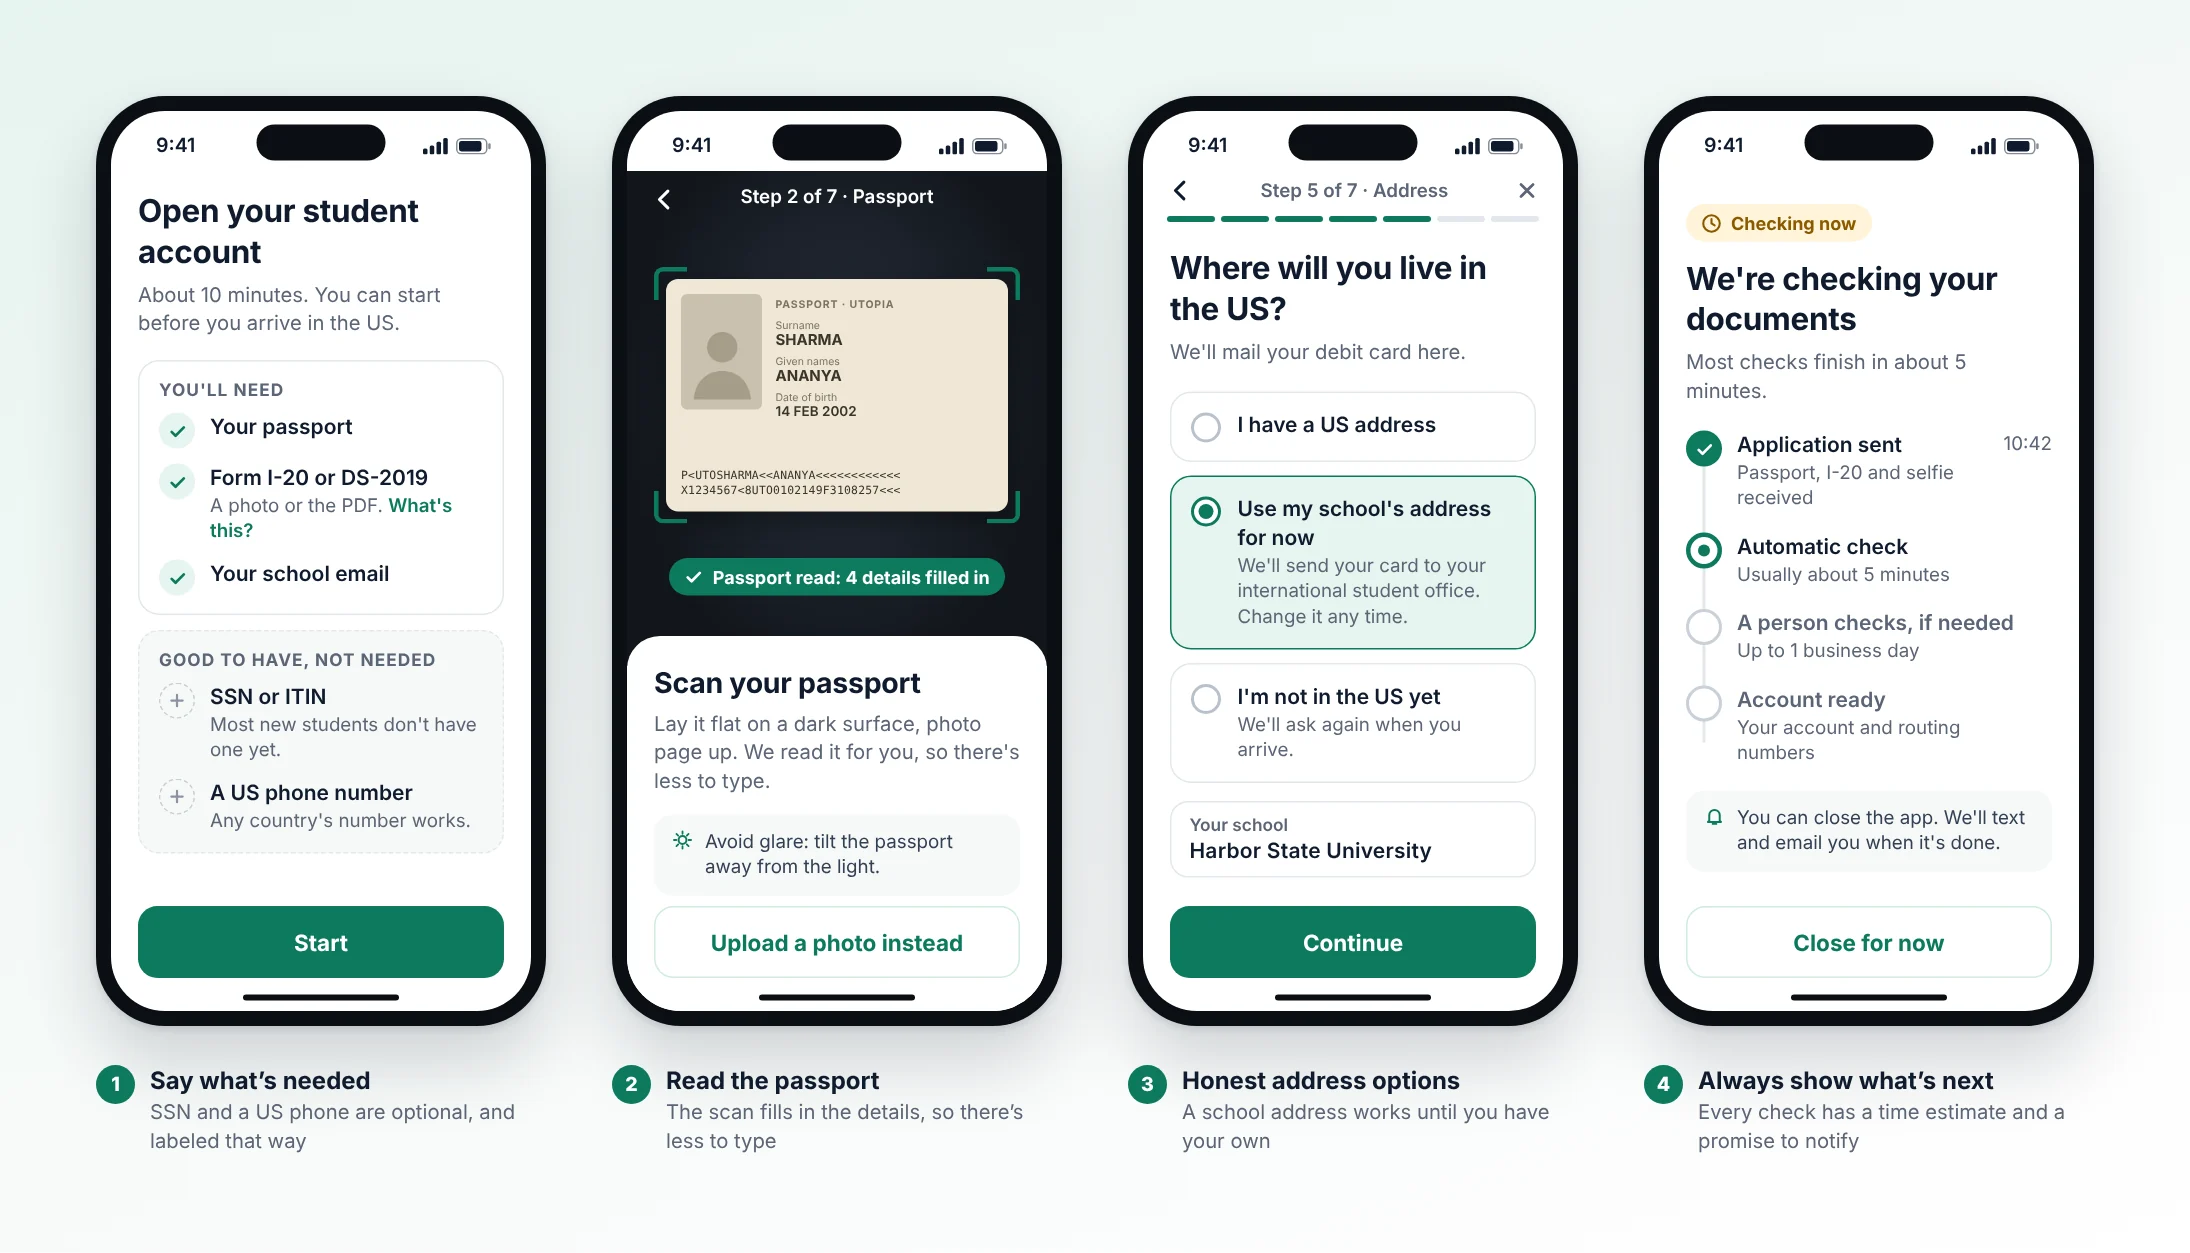 9:41
Open your student
account
About 10 minutes. You can start
before you arrive in the US.
YOU'LL NEED
Your passport
Form I-20 or DS-2019
A photo or the PDF. What's
this?
Your school email
GOOD TO HAVE, NOT NEEDED
SSN or ITIN
Most new students don't have
one yet.
A US phone number
Any country's number works.
Start
1
Say what’s needed
SSN and a US phone are optional, and
labeled that way
9:41
Step 2 of 7 · Passport
PASSPORT · UTOPIA
Surname
SHARMA
Given names
ANANYA
Date of birth
14 FEB 2002
P<UTOSHARMA<<ANANYA<<<<<<<<<<<<
X1234567<8UTO0102149F3108257<<<
Passport read: 4 details filled in
Scan your passport
Lay it flat on a dark surface, photo
page up. We read it for you, so there's
less to type.
Avoid glare: tilt the passport
away from the light.
Upload a photo instead
2
Read the passport
The scan fills in the details, so there’s
less to type
9:41
Step 5 of 7 · Address
Where will you live in
the US?
We'll mail your debit card here.
I have a US address
Use my school's address
for now
We'll send your card to your
international student office.
Change it any time.
I'm not in the US yet
We'll ask again when you
arrive.
Your school
Harbor State University
Continue
3
Honest address options
A school address works until you have
your own
9:41
Checking now
We're checking your
documents
Most checks finish in about 5
minutes.
Application sent 10:42
Passport, I-20 and selfie
received
Automatic check
Usually about 5 minutes
A person checks, if needed
Up to 1 business day
Account ready
Your account and routing
numbers
You can close the app. We'll text
and email you when it's done.
Close for now
4
Always show what’s next
Every check has a time estimate and a
promise to notify